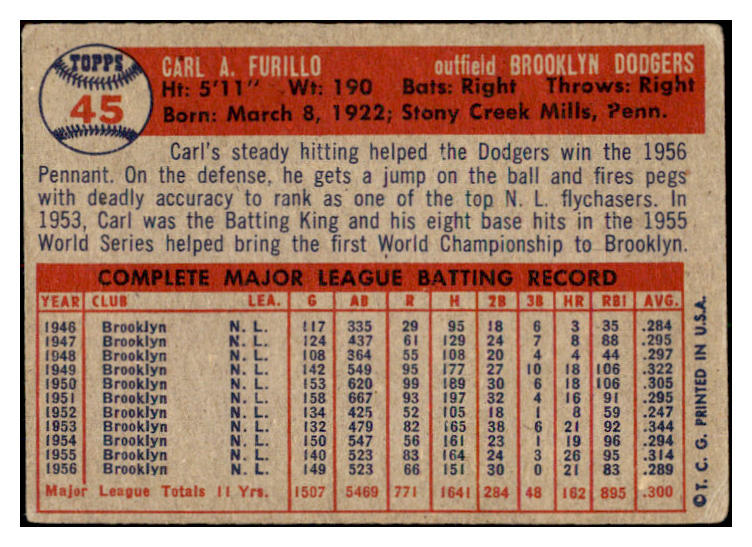 TOPPS
45
CARL A. FURILLO outfield BROOKLYN DODGERS
Ht: 5'11" Wt: 190 Bats: Right Throws: Right
Born: March 8, 1922; Stony Creek Mills, Penn.
Carl's steady hitting helped the Dodgers win the 1956
Pennant. On the defense, he gets a jump on the ball and fires pegs
with deadly accuracy to rank as one of the top N. L. flychasers. In
1953, Carl was the Batting King and his eight base hits in the 1955
World Series helped bring the first World Championship to Brooklyn.
COMPLETE MAJOR LEAGUE BATTING RECORD
YEAR CLUB LEA. G AB R H 2B 3B HR RBI AVG.
1946 Brooklyn N. L. 117 335 29 95 18 6 3 35 .284
1947 Brooklyn N. L. 124 437 61 129 24 7 8 88 .295
1948 Brooklyn N. L. 108 364 55 108 20 4 4 44 .297
1949 Brooklyn N. L. 142 549 95 177 27 10 18 106 .322
1950 Brooklyn N. L. 153 620 99 189 30 6 18 106 .305
1951 Brooklyn N. L. 158 667 93 197 32 4 16 91 .295
1952 Brooklyn N. L. 134 425 52 105 18 1 8 59 .247
1953 Brooklyn N. L. 132 479 82 165 38 6 21 92 .344
1954 Brooklyn N. L. 150 547 56 161 23 1 19 96 .294
1955 Brooklyn N. L. 140 523 83 164 24 3 26 95 .314
1956 Brooklyn N. L. 149 523 66 151 30 0 21 83 .289
Major League Totals 11 Yrs. 1507 5469 771 1641 284 48 162 895 .300
©T. C. G. PRINTED IN U.S.A.